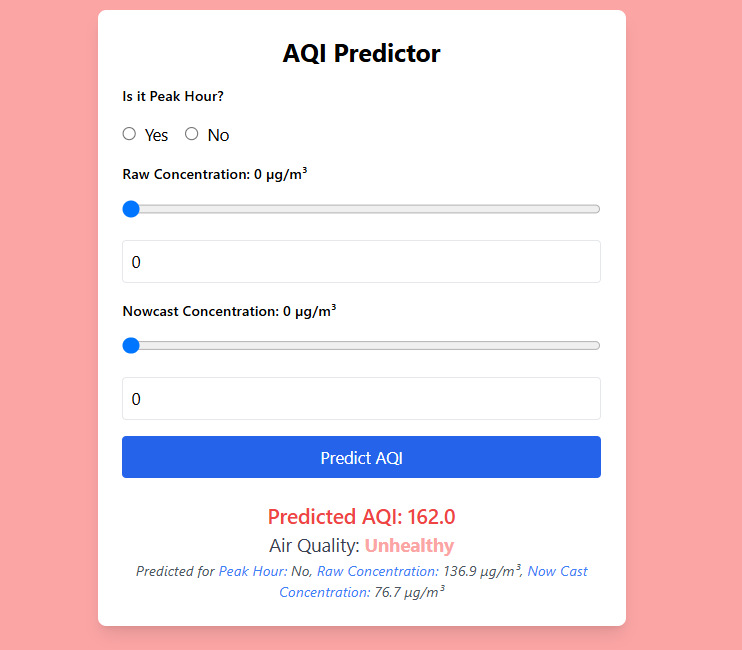 AQI Predictor
Is it Peak Hour?
Yes No
Raw Concentration: 0 µg/m³
0
Nowcast Concentration: 0 µg/m³
0
Predict AQI
Predicted AQI: 162.0
Air Quality: Unhealthy
Predicted for Peak Hour: No, Raw Concentration: 136.9 µg/m³, Now Cast
Concentration: 76.7 µg/m³